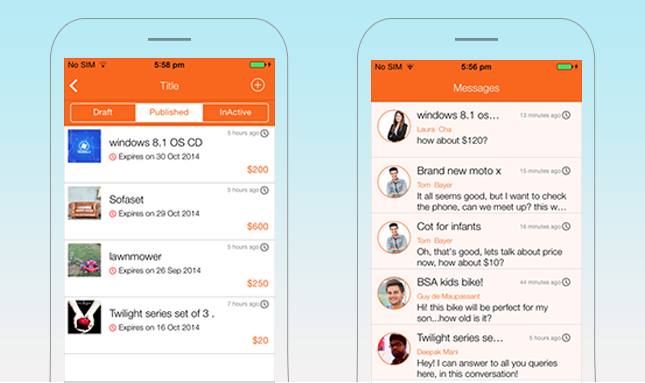 No SIM
5:58 pm
Title
Draft
Published
InActive
5 hours ago
windows 8.1 OS CD
Expires on 30 Oct 2014
$200
5 hours ago
Sofaset
Expires on 29 Oct 2014
$600
5 hours ago
lawnmower
Expires on 26 Sep 2014
$250
7 hours ago
Twilight series set of 3 .
Expires on 16 Oct 2014
$20
No SIM
5:56 pm
Messages
windows 8.1 os...
13 minutes ago
Laura Cha
how about $120?
Brand new moto x
15 minutes ago
Tom Bayer
It all seems good, but I want to check
the phone, can we meet up? this w...
Cot for infants
16 minutes ago
Tom Bayer
Oh, that's good, lets talk about price
now, how about $10?
BSA kids bike!
44 minutes ago
Guy de Maupassant
Hi! this bike will be perfect for my
son...how old is it?
Twilight series se...
5 hours ago
Deepak Mani
Hey! I can answer to all you queries
here, in this conversation!